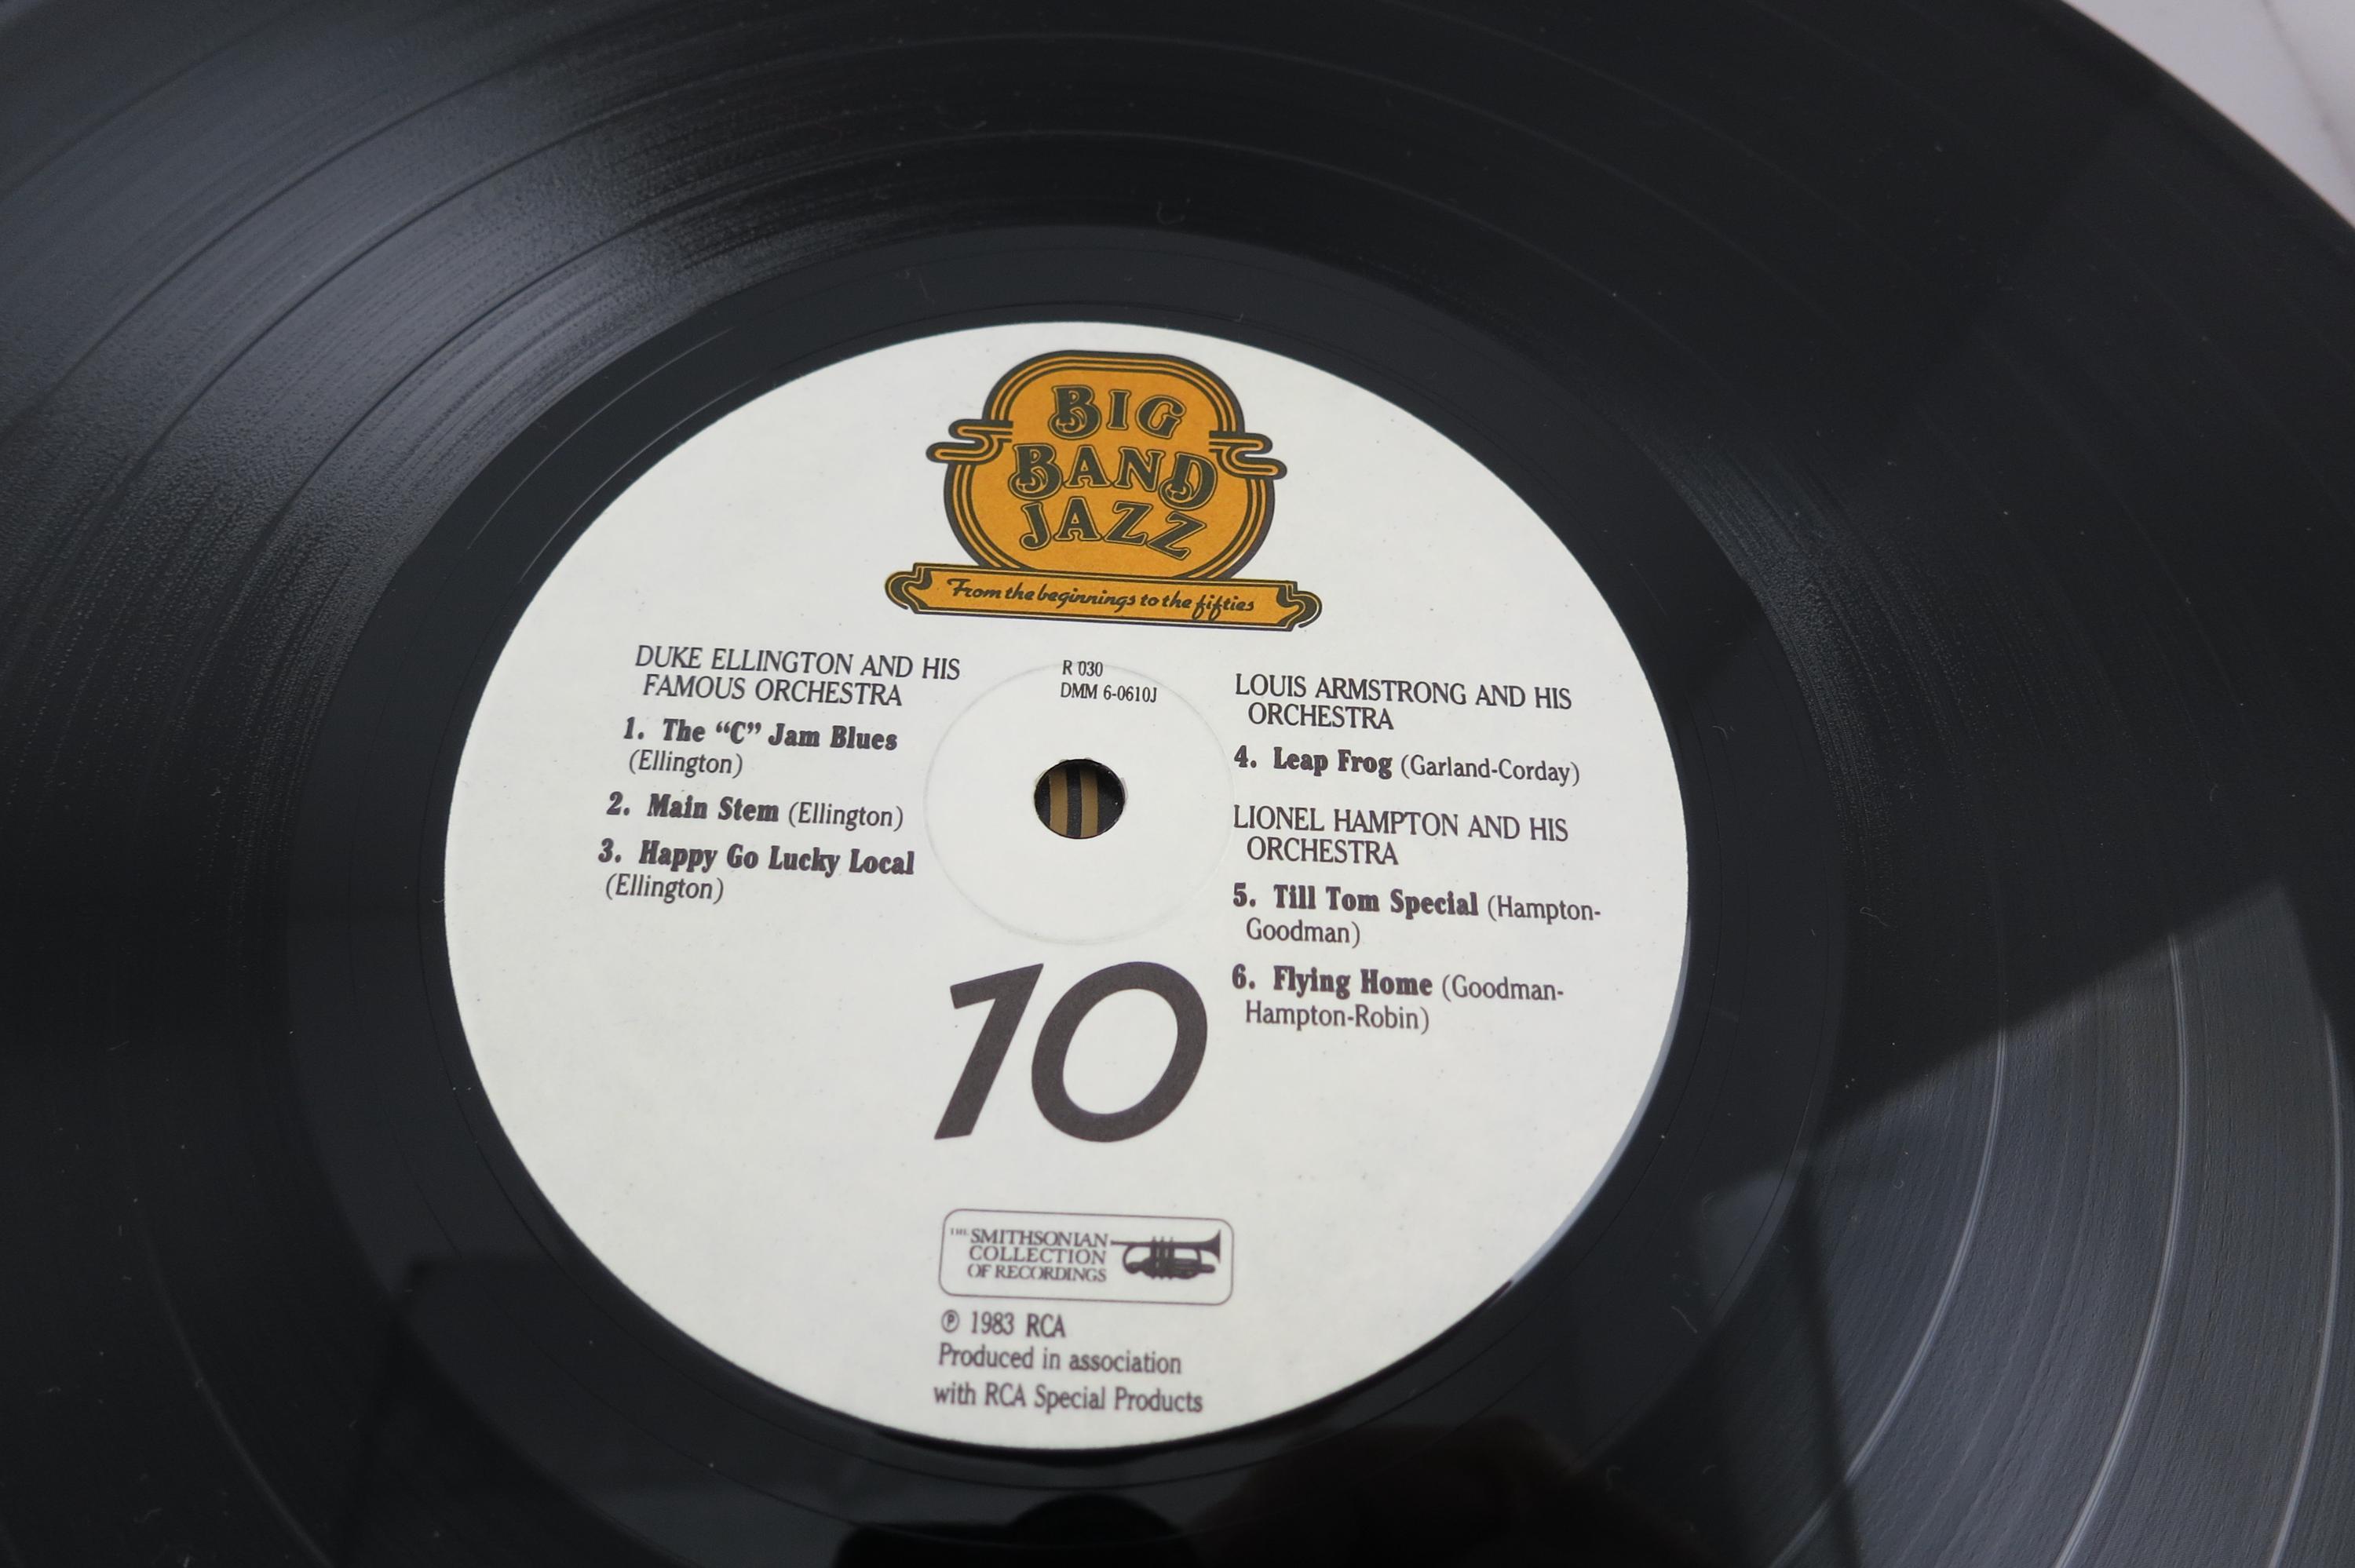 BIG
BAND
JAZZ
From the beginnings to the fifties
R 030
DMM 6-0610J
DUKE ELLINGTON AND HIS
FAMOUS ORCHESTRA
1. The “C” Jam Blues
(Ellington)
2. Main Stem (Ellington)
3. Happy Go Lucky Local
(Ellington)
LOUIS ARMSTRONG AND HIS
ORCHESTRA
4. Leap Frog (Garland-Corday)
LIONEL HAMPTON AND HIS
ORCHESTRA
5. Till Tom Special (Hampton-
Goodman)
6. Flying Home (Goodman-
Hampton-Robin)
10
THE SMITHSONIAN
COLLECTION
OF RECORDINGS
℗ 1983 RCA
Produced in association
with RCA Special Products